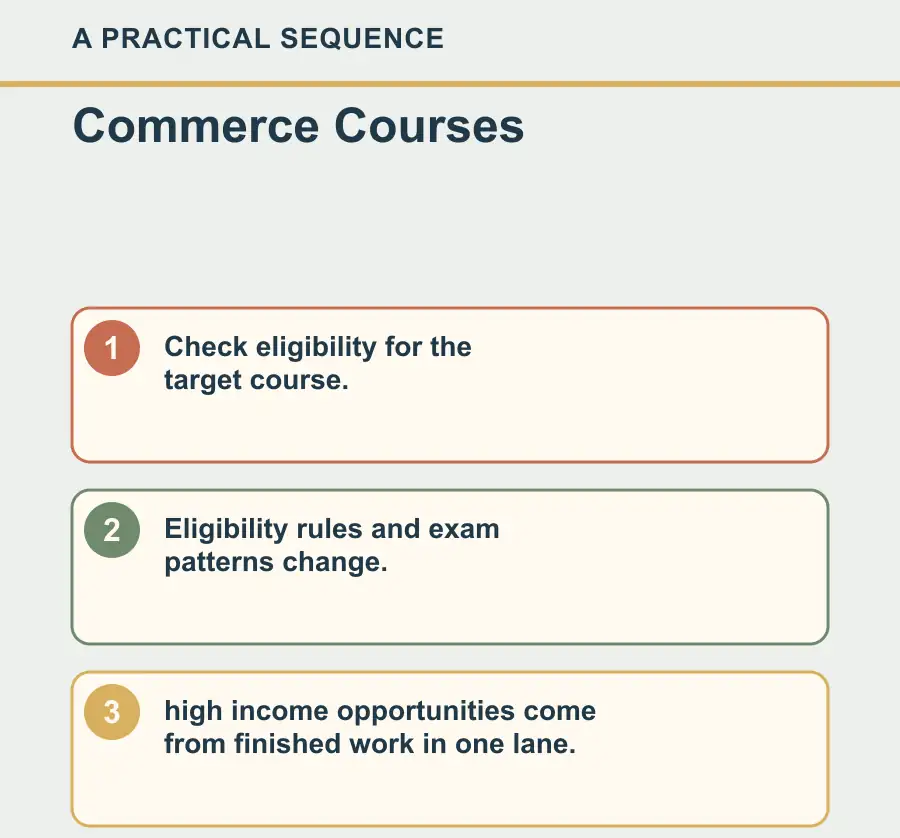 A PRACTICAL SEQUENCE
Commerce Courses
1
Check eligibility for the
target course.
2
Eligibility rules and exam
patterns change.
3
high income opportunities come
from finished work in one lane.